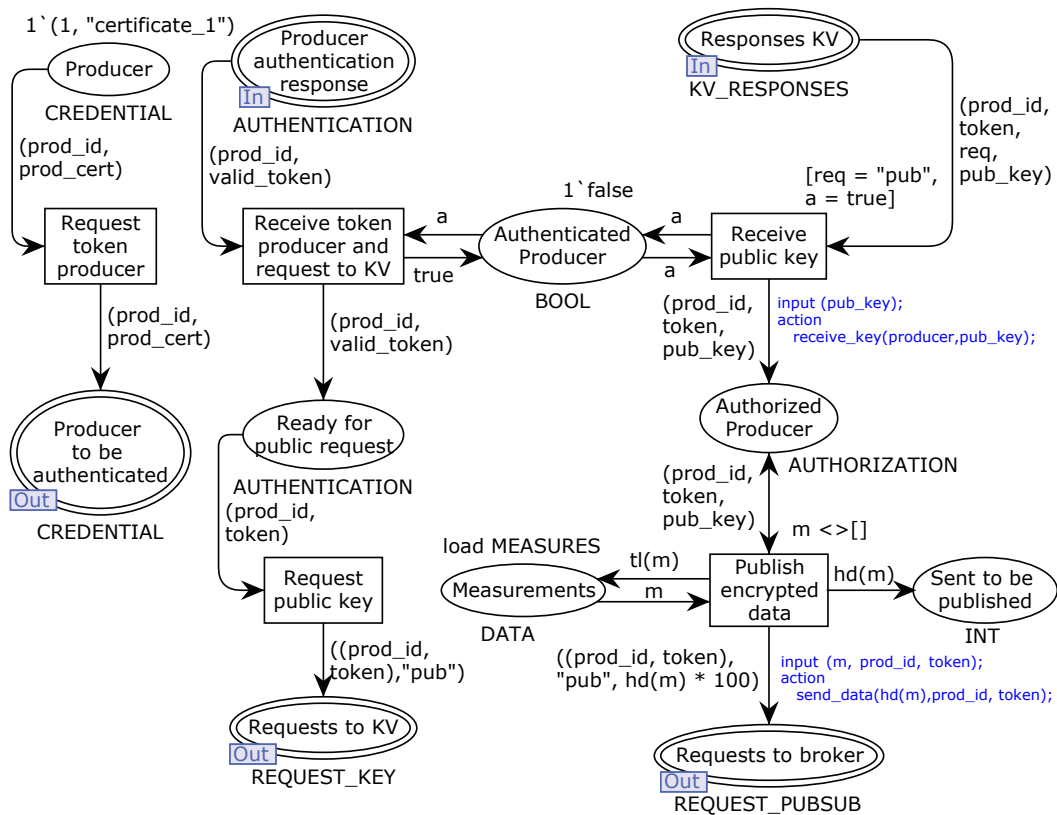 1`(1, "certificate_1")
Producer
CREDENTIAL
(prod_id,
prod_cert)
Request
token
producer
(prod_id,
prod_cert)
Producer
to be
authenticated
Out
CREDENTIAL
Producer
authentication
response
In
AUTHENTICATION
(prod_id,
valid_token)
Receive token
producer and
request to KV
a
true
(prod_id,
valid_token)
Ready for
public request
AUTHENTICATION
(prod_id,
token)
Request
public key
((prod_id,
token),"pub")
Requests to KV
Out
REQUEST_KEY
1`false
Authenticated
Producer
BOOL
a
a
Responses KV
In
KV_RESPONSES
(prod_id,
token,
req,
pub_key)
[req = "pub",
a = true]
Receive
public key
(prod_id,
token,
pub_key)
input (pub_key);
action
receive_key(producer,pub_key);
Authorized
Producer
AUTHORIZATION
(prod_id,
token,
pub_key)
m <>[]
Publish
encrypted
data
load MEASURES
Measurements
DATA
tl(m)
m
hd(m)
Sent to be
published
INT
((prod_id, token),
"pub", hd(m) * 100)
input (m, prod_id, token);
action
send_data(hd(m),prod_id, token);
Requests to broker
Out
REQUEST_PUBSUB